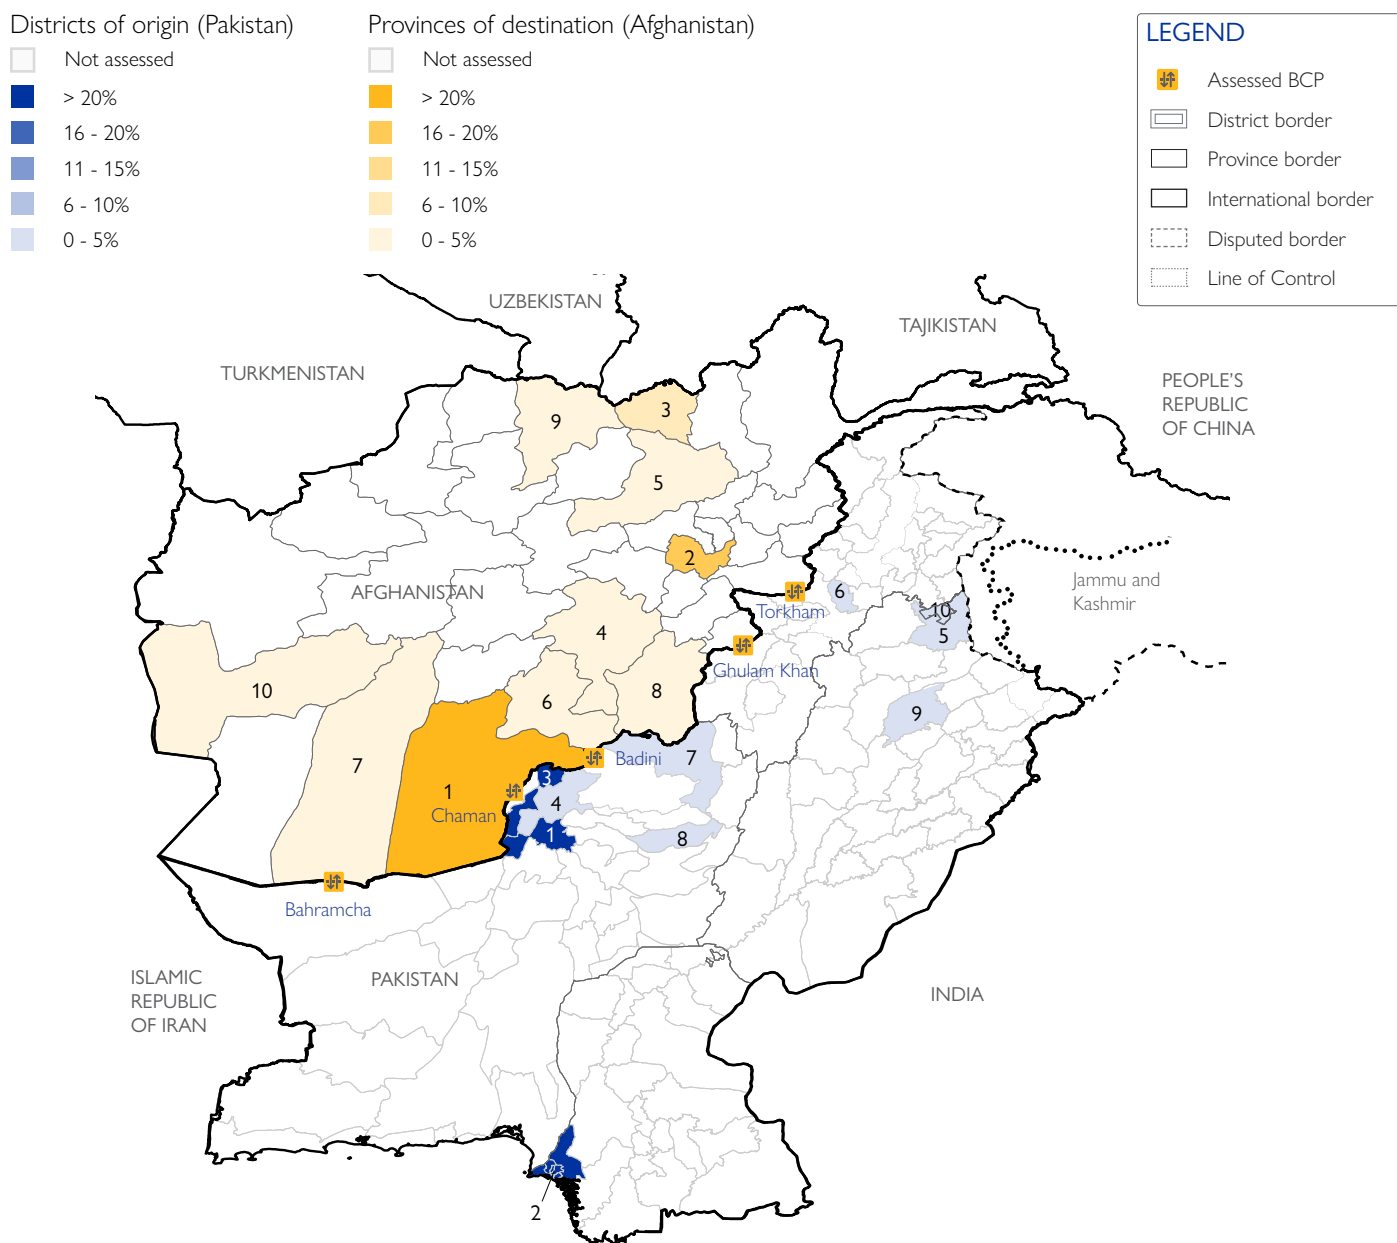 Districts of origin (Pakistan)
Not assessed
> 20%
16 - 20%
11 - 15%
6 - 10%
0 - 5%
Provinces of destination (Afghanistan)
Not assessed
> 20%
16 - 20%
11 - 15%
6 - 10%
0 - 5%
LEGEND
Assessed BCP
District border
Province border
International border
Disputed border
Line of Control
UZBEKISTAN
TAJIKISTAN
TURKMENISTAN
PEOPLE'S
REPUBLIC
OF CHINA
3
9
5
2
AFGHANISTAN
Jammu and
Kashmir
6
Torkham
10
5
4
Ghulam Khan
10
8
6
9
7
Badini
7
3
1
4
Chaman
1
8
Bahramcha
ISLAMIC
REPUBLIC
OF IRAN
PAKISTAN
INDIA
2